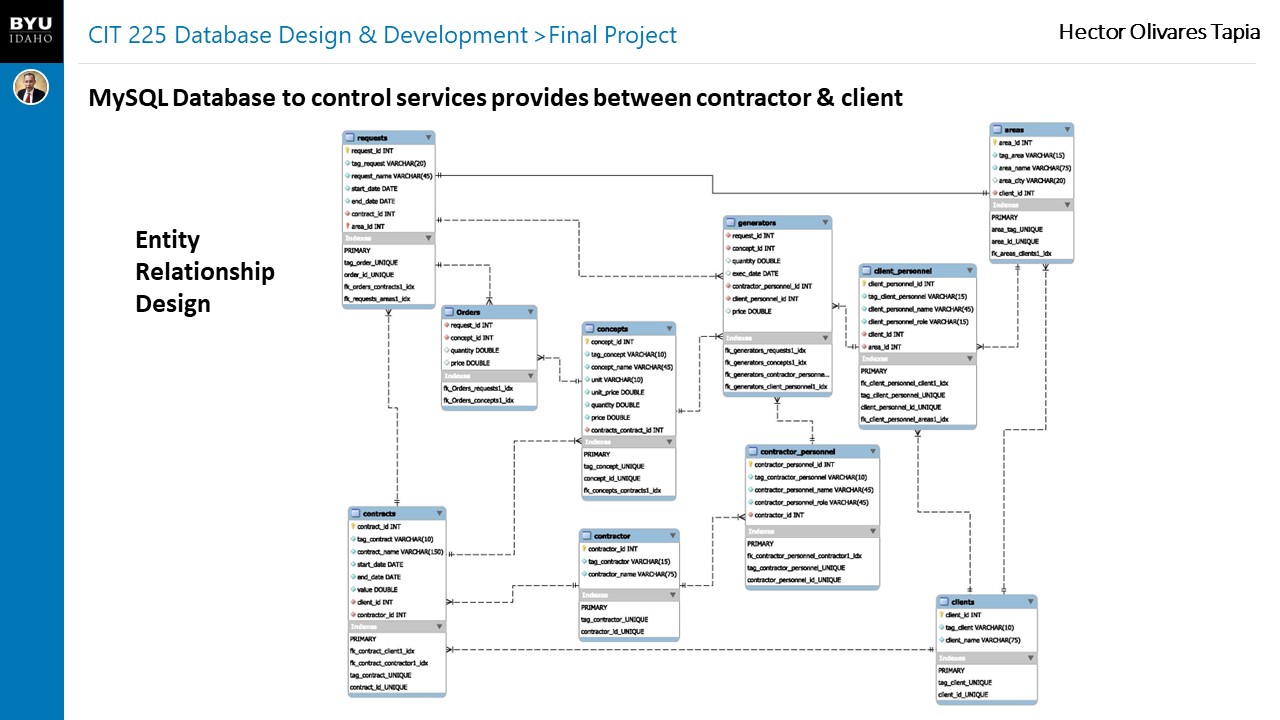 BYU
IDAHO
CIT 225 Database Design & Development >Final Project
Hector Olivares Tapia
MySQL Database to control services provides between contractor & client
Entity
Relationship
Design
requests
request_id INT
tag_request VARCHAR(20)
request_name VARCHAR(45)
start_date DATE
end_date DATE
contract_id INT
area_id INT
Indexes
PRIMARY
tag_order_UNIQUE
order_id_UNIQUE
fk_orders_contracts1_idx
fk_requests_areas1_idx
Orders
request_id INT
concept_id INT
quantity DOUBLE
price DOUBLE
Indexes
fk_Orders_requests1_idx
fk_Orders_concepts1_idx
concepts
concept_id INT
tag_concept VARCHAR(10)
concept_name VARCHAR(45)
unit VARCHAR(10)
unit_price DOUBLE
quantity DOUBLE
price DOUBLE
contracts_contract_id INT
Indexes
PRIMARY
tag_concept_UNIQUE
concept_id_UNIQUE
fk_concepts_contracts1_idx
generators
request_id INT
concept_id INT
quantity DOUBLE
exec_date DATE
contractor_personnel_id INT
client_personnel_id INT
price DOUBLE
Indexes
fk_generators_requests1_idx
fk_generators_concepts1_idx
fk_generators_contractor_personne...
fk_generators_client_personnel1_idx
client_personnel
client_personnel_id INT
tag_client_personnel VARCHAR(15)
client_personnel_name VARCHAR(45)
client_personnel_role VARCHAR(15)
client_id INT
area_id INT
Indexes
PRIMARY
fk_client_personnel_client1_idx
tag_client_personnel_UNIQUE
client_personnel_id_UNIQUE
fk_client_personnel_areas1_idx
areas
area_id INT
tag_area VARCHAR(15)
area_name VARCHAR(75)
area_city VARCHAR(20)
client_id INT
Indexes
PRIMARY
area_tag_UNIQUE
area_id_UNIQUE
fk_areas_clients1_idx
contracts
contract_id INT
tag_contract VARCHAR(10)
contract_name VARCHAR(150)
start_date DATE
end_date DATE
value DOUBLE
client_id INT
contractor_id INT
Indexes
PRIMARY
fk_contract_client1_idx
fk_contract_contractor1_idx
tag_contract_UNIQUE
contract_id_UNIQUE
contractor
contractor_id INT
tag_contractor VARCHAR(15)
contractor_name VARCHAR(75)
Indexes
PRIMARY
tag_contractor_UNIQUE
contractor_id_UNIQUE
contractor_personnel
contractor_personnel_id INT
tag_contractor_personnel VARCHAR(10)
contractor_personnel_name VARCHAR(45)
contractor_personnel_role VARCHAR(45)
contractor_id INT
Indexes
PRIMARY
fk_contractor_personnel_contractor1_idx
tag_contractor_personnel_UNIQUE
contractor_personnel_id_UNIQUE
clients
client_id INT
tag_client VARCHAR(10)
client_name VARCHAR(75)
Indexes
PRIMARY
tag_client_UNIQUE
client_id_UNIQUE